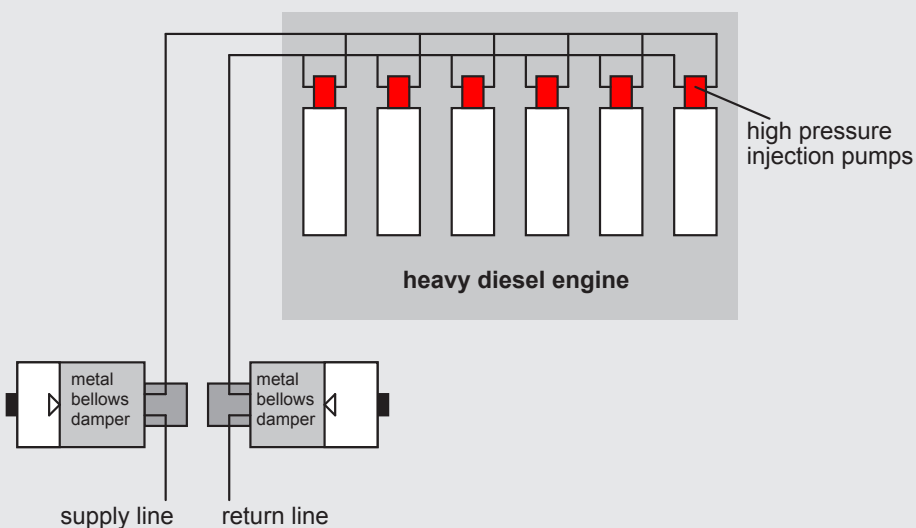 high pressure
injection pumps
heavy diesel engine
metal
bellows
damper
metal
bellows
damper
supply line
return line